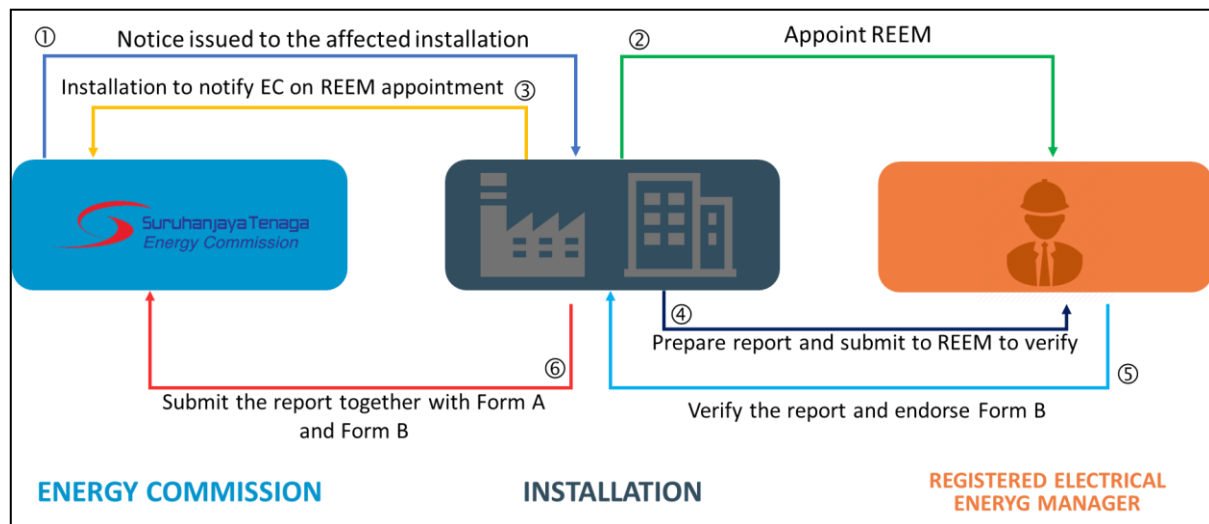 ① Notice issued to the affected installation
② Appoint REEM
Installation to notify EC on REEM appointment ③
Suruhanjaya Tenaga
Energy Commission
④
Prepare report and submit to REEM to verify
⑥
⑤
Submit the report together with Form A
and Form B
Verify the report and endorse Form B
ENERGY COMMISSION
INSTALLATION
REGISTERED ELECTRICAL
ENERYG MANAGER